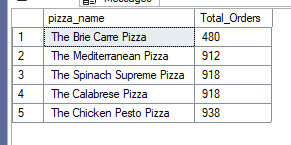 Messages
pizza_name Total_Orders
1 The Brie Carre Pizza 480
2 The Mediterranean Pizza 912
3 The Spinach Supreme Pizza 918
4 The Calabrese Pizza 918
5 The Chicken Pesto Pizza 938